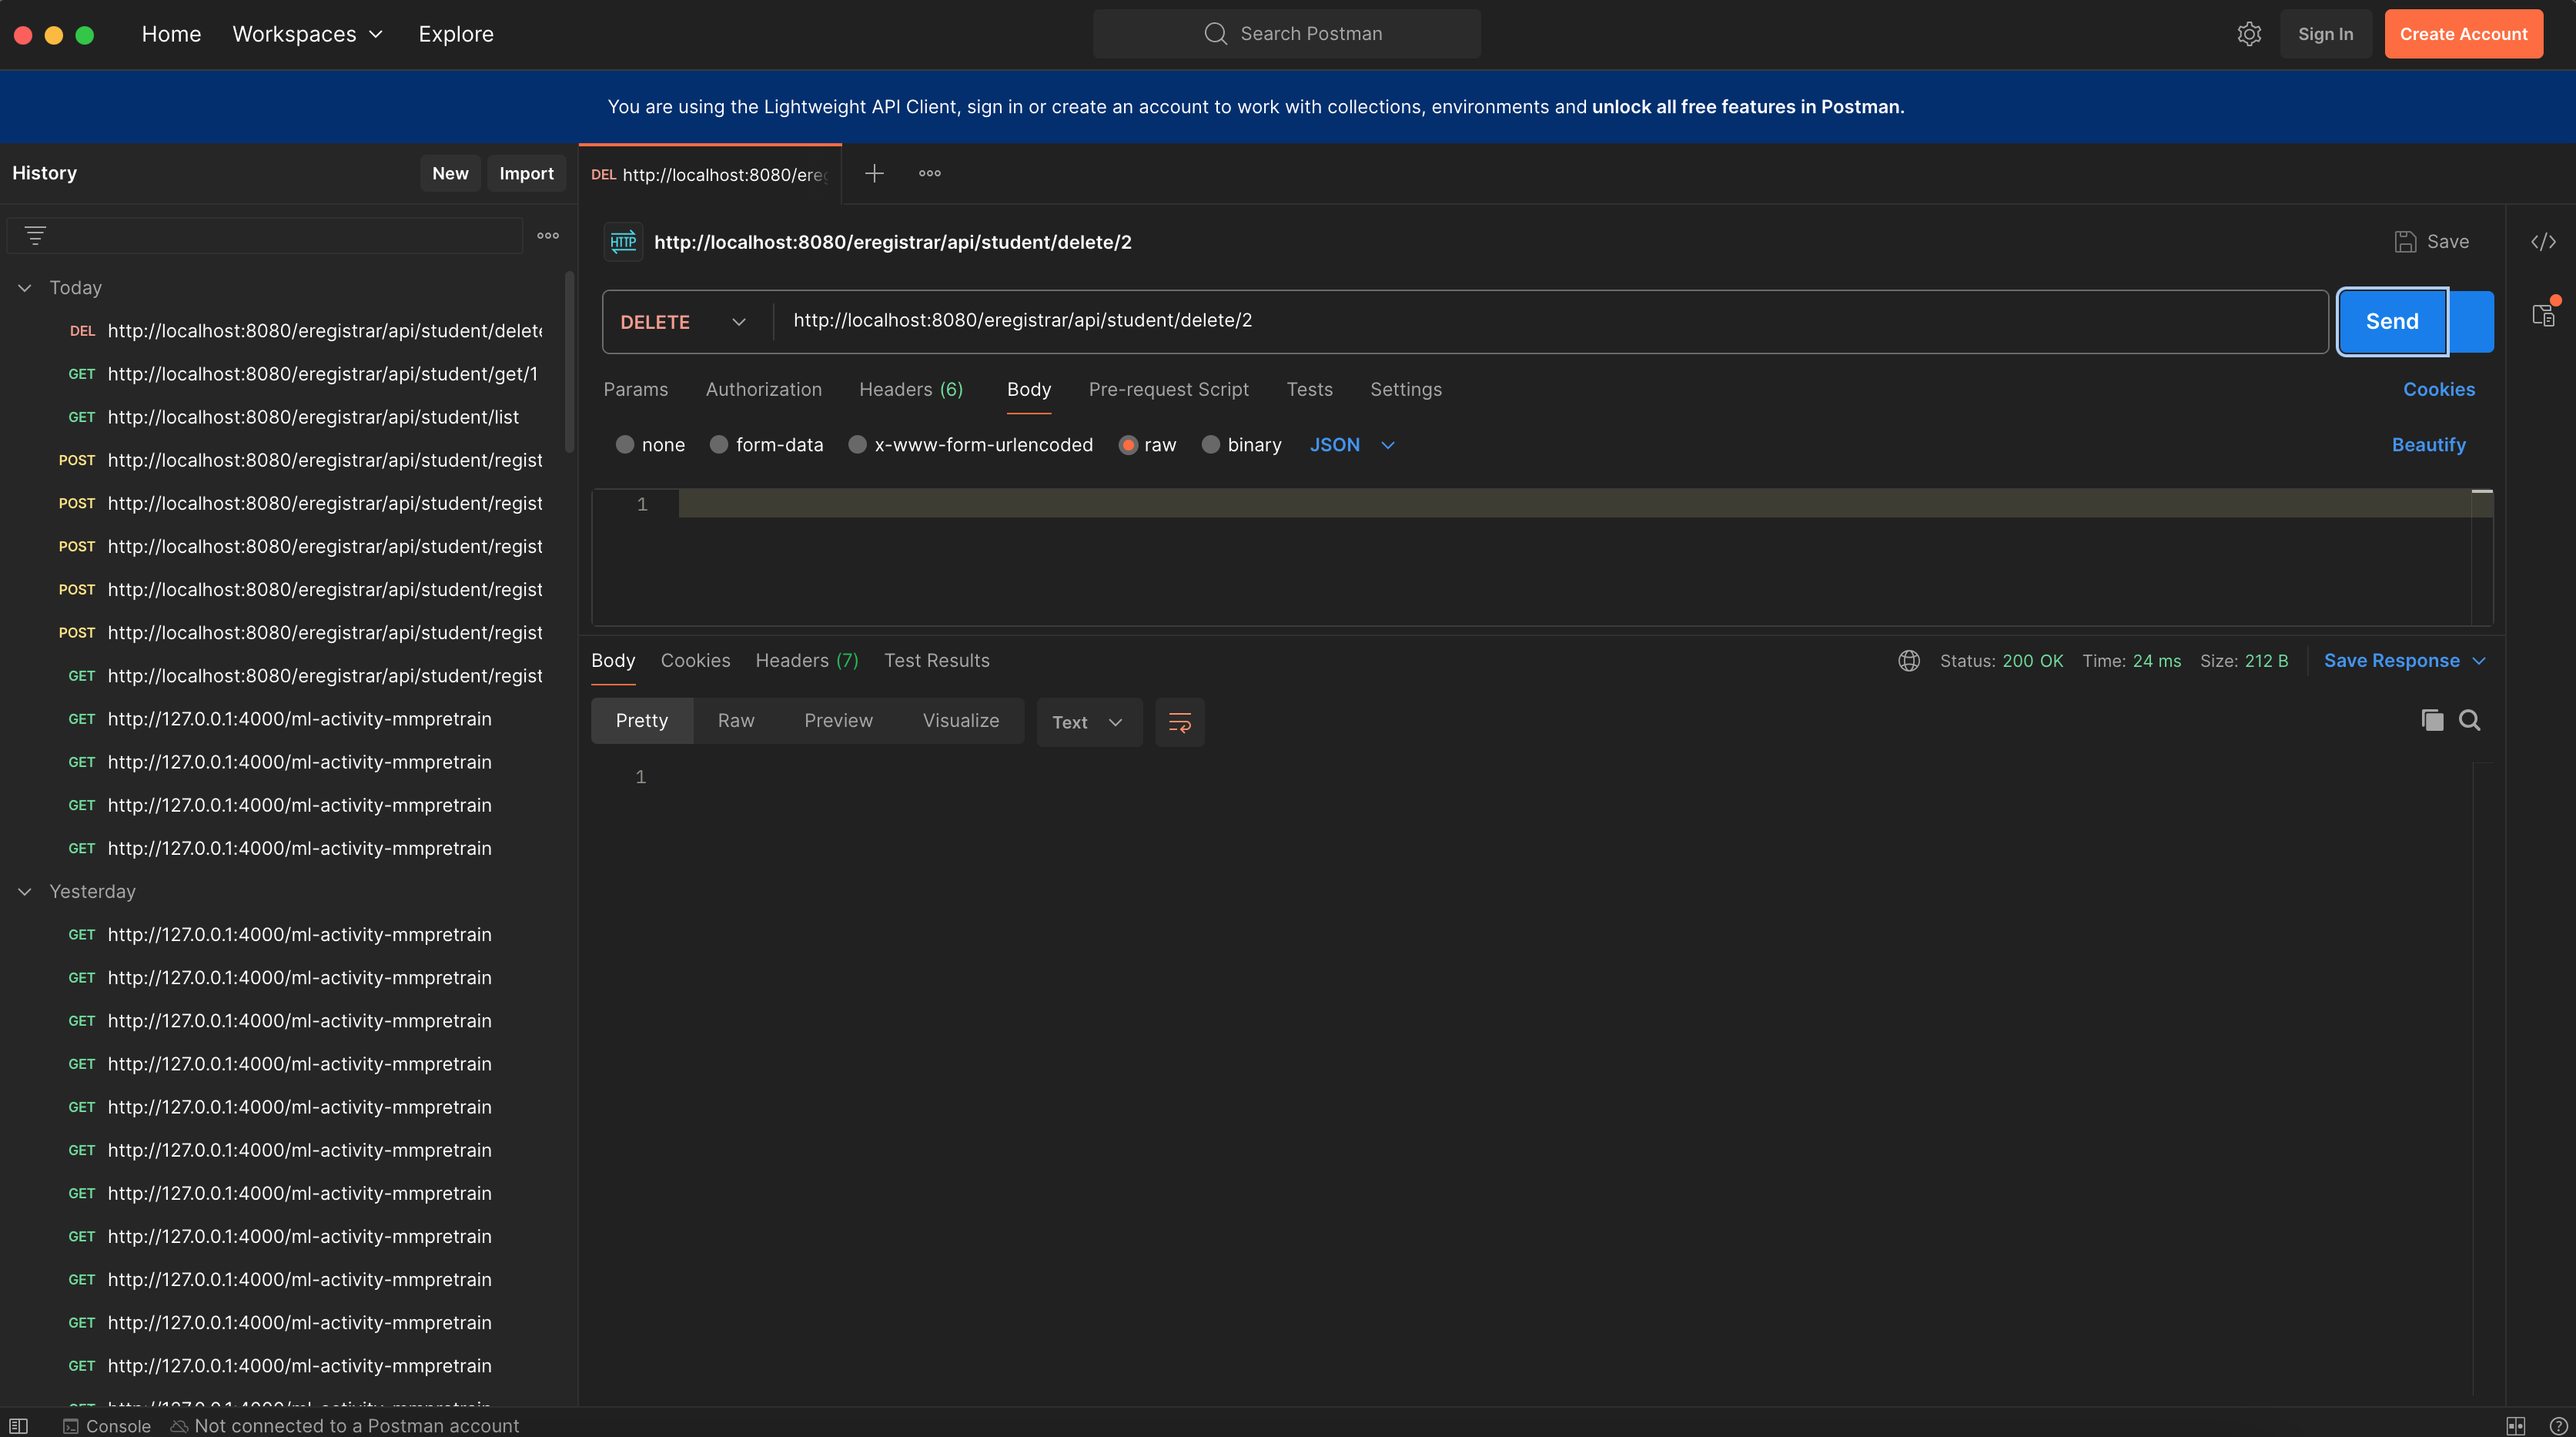 Home Workspaces Explore Search Postman Sign In Create Account
You are using the Lightweight API Client, sign in or create an account to work with collections, environments and unlock all free features in Postman.
History New Import
Today
DEL http://localhost:8080/eregistrar/api/student/delete
GET http://localhost:8080/eregistrar/api/student/get/1
GET http://localhost:8080/eregistrar/api/student/list
POST http://localhost:8080/eregistrar/api/student/regist
POST http://localhost:8080/eregistrar/api/student/regist
POST http://localhost:8080/eregistrar/api/student/regist
POST http://localhost:8080/eregistrar/api/student/regist
POST http://localhost:8080/eregistrar/api/student/regist
GET http://localhost:8080/eregistrar/api/student/regist
GET http://127.0.0.1:4000/ml-activity-mmpretrain
GET http://127.0.0.1:4000/ml-activity-mmpretrain
GET http://127.0.0.1:4000/ml-activity-mmpretrain
GET http://127.0.0.1:4000/ml-activity-mmpretrain
Yesterday
GET http://127.0.0.1:4000/ml-activity-mmpretrain
GET http://127.0.0.1:4000/ml-activity-mmpretrain
GET http://127.0.0.1:4000/ml-activity-mmpretrain
GET http://127.0.0.1:4000/ml-activity-mmpretrain
GET http://127.0.0.1:4000/ml-activity-mmpretrain
GET http://127.0.0.1:4000/ml-activity-mmpretrain
GET http://127.0.0.1:4000/ml-activity-mmpretrain
GET http://127.0.0.1:4000/ml-activity-mmpretrain
GET http://127.0.0.1:4000/ml-activity-mmpretrain
GET http://127.0.0.1:4000/ml-activity-mmpretrain
GET http://127.0.0.1:4000/ml-activity-mmpretrain
DEL http://localhost:8080/ereg
HTTP http://localhost:8080/eregistrar/api/student/delete/2 Save
DELETE http://localhost:8080/eregistrar/api/student/delete/2 Send
Params Authorization Headers (6) Body Pre-request Script Tests Settings Cookies
none form-data x-www-form-urlencoded raw binary JSON Beautify
1
Body Cookies Headers (7) Test Results Status: 200 OK Time: 24 ms Size: 212 B Save Response
Pretty Raw Preview Visualize Text
1
Console Not connected to a Postman account